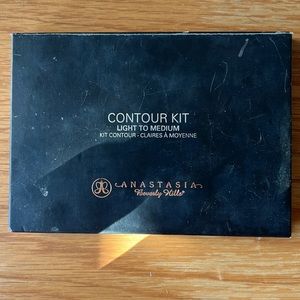 CONTOUR KIT
LIGHT TO MEDIUM
KIT CONTOUR - CLAIRES À MOYENNE
ANASTASIA
Beverly Hills